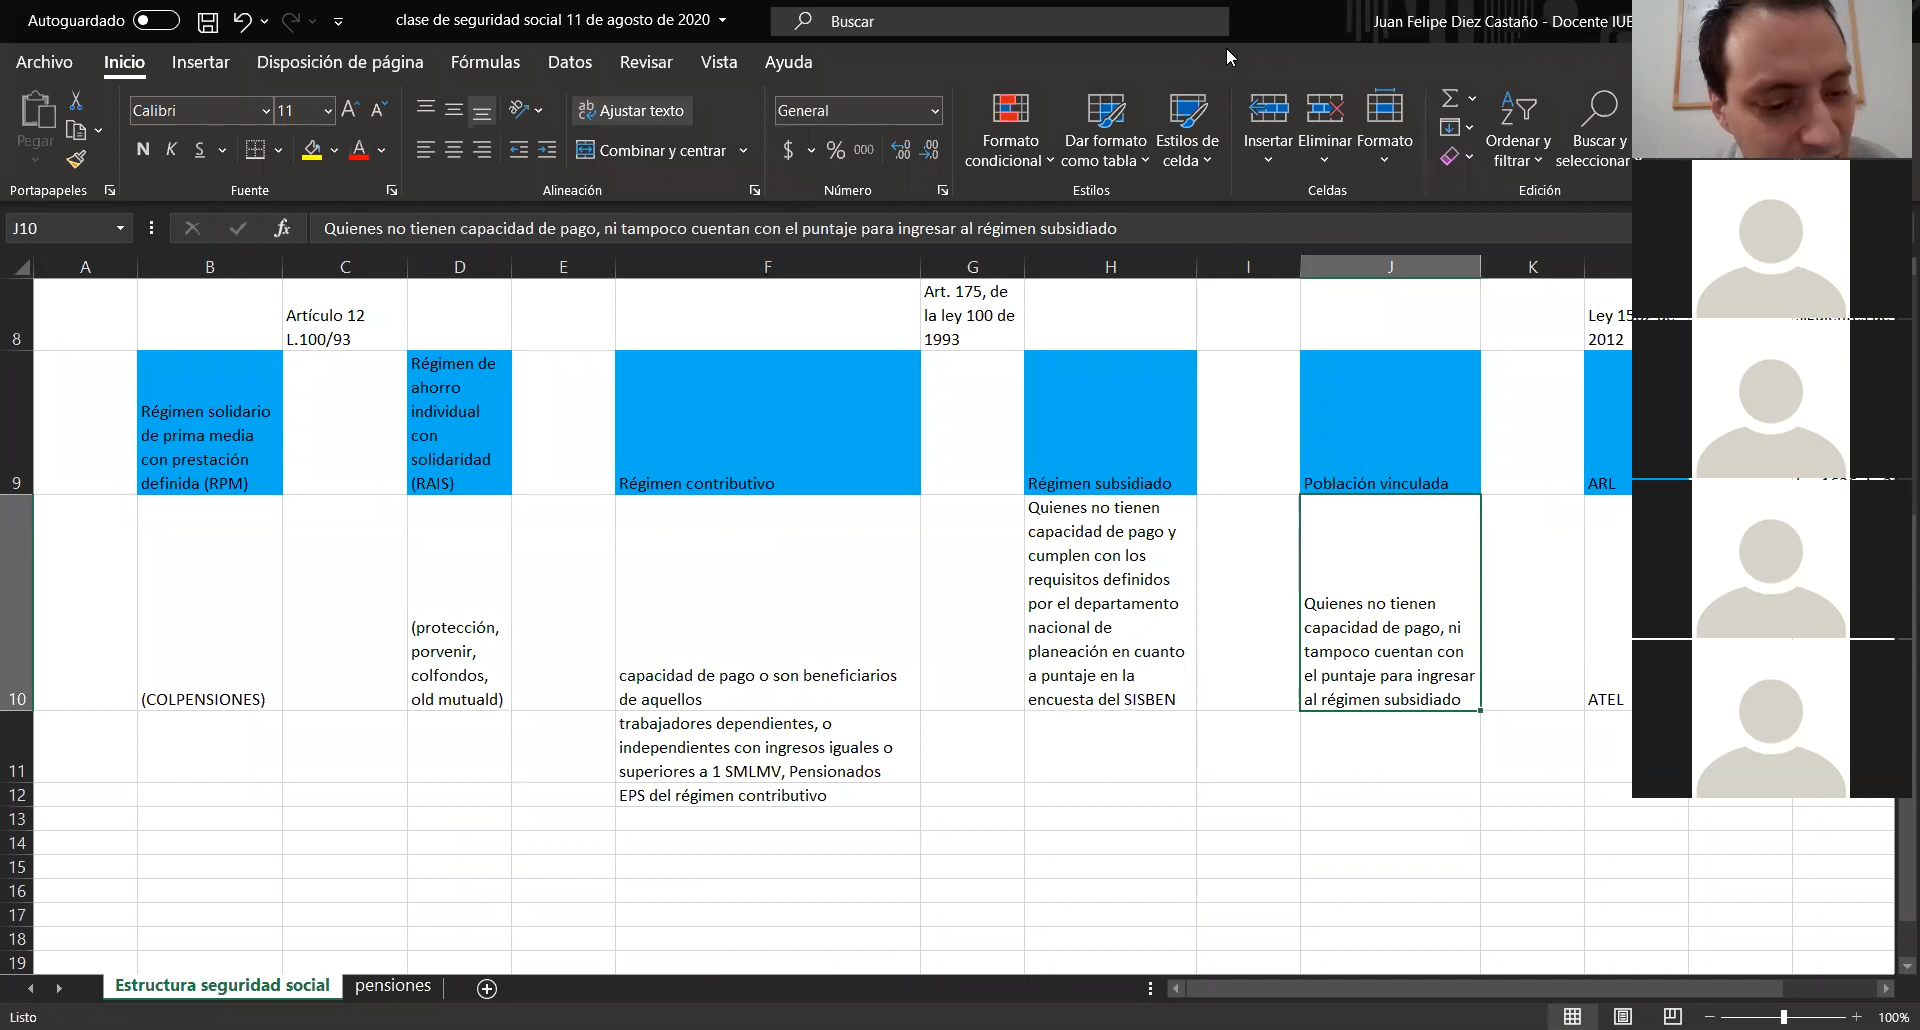 Autoguardado
clase de seguridad social 11 de agosto de 2020
Buscar
Juan Felipe Diez Castaño - Docente IUE
Archivo Inicio Insertar Disposición de página Fórmulas Datos Revisar Vista Ayuda
Pegar
Portapapeles
Calibri 11
N K S
Fuente
Ajustar texto
Combinar y centrar
Alineación
General
$ % 000
Número
Formato condicional
Dar formato como tabla
Estilos de celda
Estilos
Insertar Eliminar Formato
Celdas
Ordenar y filtrar
Buscar y seleccionar
Edición
J10
fx
Quienes no tienen capacidad de pago, ni tampoco cuentan con el puntaje para ingresar al régimen subsidiado
A B C D E F G H I J K
8
Artículo 12
L.100/93
Art. 175, de
la ley 100 de
1993
2012
9
Régimen solidario
de prima media
con prestación
definida (RPM)
Régimen de
ahorro
individual
con
solidaridad
(RAIS)
Régimen contributivo
Régimen subsidiado
Población vinculada
ARL
10
(COLPENSIONES)
(protección,
porvenir,
colfondos,
old mutuald)
capacidad de pago o son beneficiarios
de aquellos
Quienes no tienen
capacidad de pago y
cumplen con los
requisitos definidos
por el departamento
nacional de
planeación en cuanto
a puntaje en la
encuesta del SISBEN
Quienes no tienen
capacidad de pago, ni
tampoco cuentan con
el puntaje para ingresar
al régimen subsidiado
ATEL
11
trabajadores dependientes, o
independientes con ingresos iguales o
superiores a 1 SMLMV, Pensionados
12
EPS del régimen contributivo
13
14
15
16
17
18
19
Estructura seguridad social
pensiones
Listo
100%